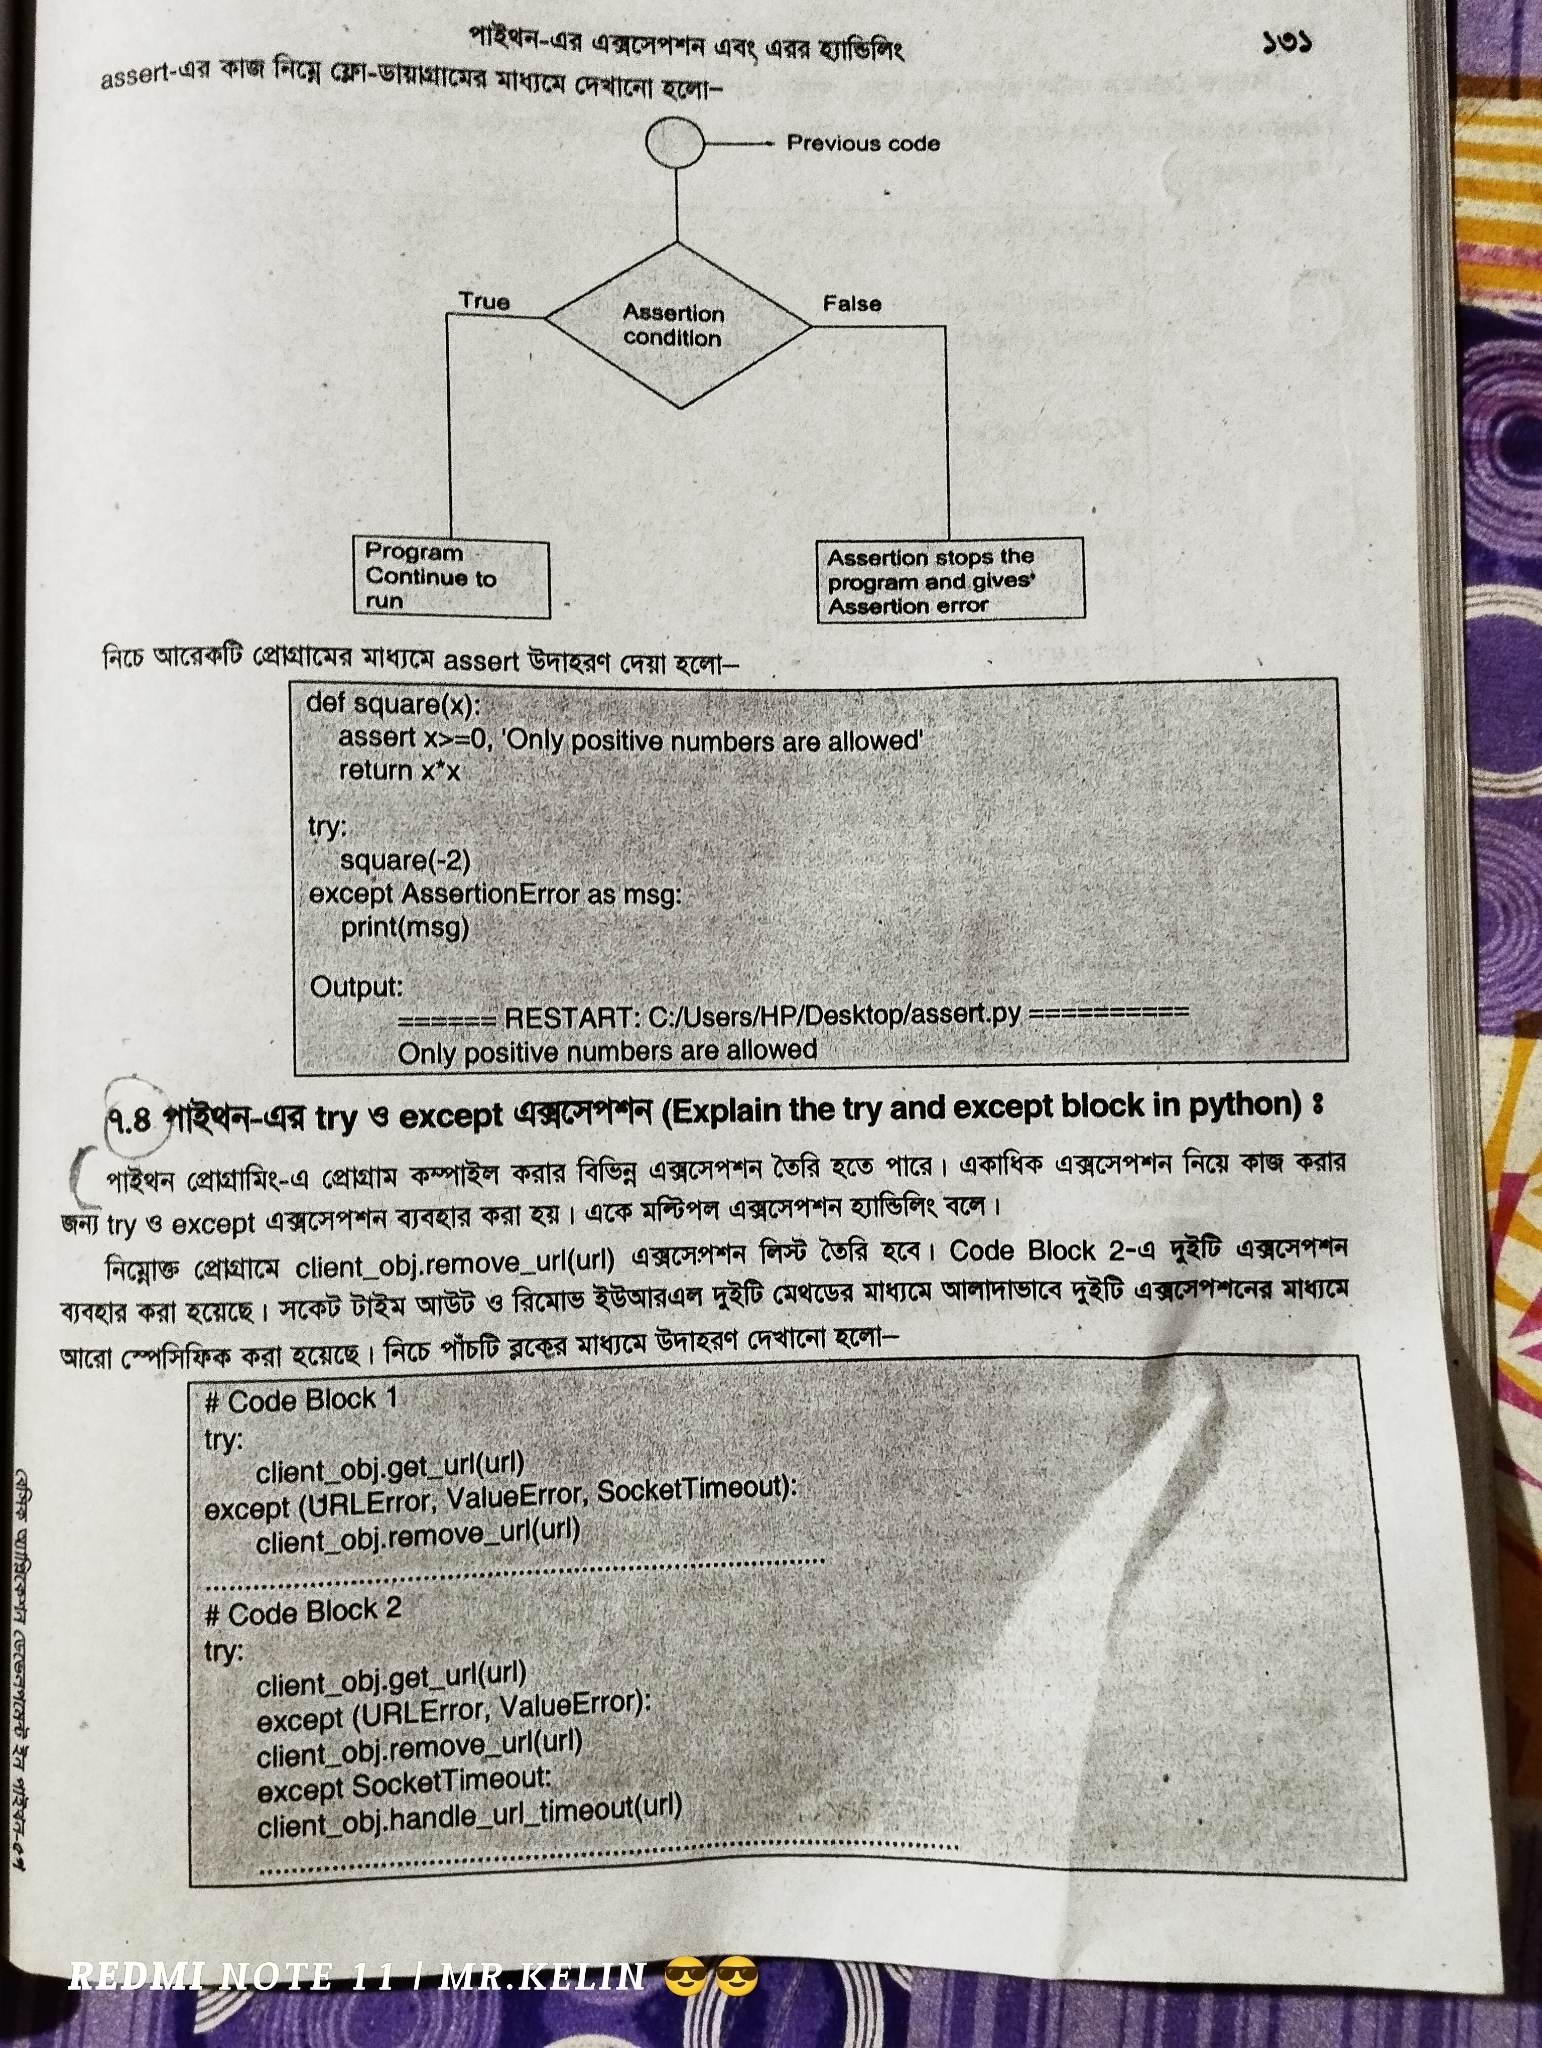 পাইথন-এর এক্সসেপশন এবং এরর হ্যান্ডিলিং ১৩১
assert-এর কাজ নিম্নে ফ্লো-ডায়াগ্রামের মাধ্যমে দেখানো হলো–
Previous code
True
Assertion
condition
False
Program
Continue to
run
Assertion stops the
program and gives'
Assertion error
নিচে আরেকটি প্রোগ্রামের মাধ্যমে assert উদাহরণ দেয়া হলো–
def square(x):
assert x>=0, 'Only positive numbers are allowed'
return x*x
try:
square(-2)
except AssertionError as msg:
print(msg)
Output:
====== RESTART: C:/Users/HP/Desktop/assert.py ==========
Only positive numbers are allowed
৭.৪ পাইথন-এর try ও except এক্সসেপশন (Explain the try and except block in python) ঃ
পাইথন প্রোগ্রামিং-এ প্রোগ্রাম কম্পাইল করার বিভিন্ন এক্সসেপশন তৈরি হতে পারে। একাধিক এক্সসেপশন নিয়ে কাজ করার
জন্য try ও except এক্সসেপশন ব্যবহার করা হয়। একে মল্টিপল এক্সসেপশন হ্যান্ডিলিং বলে।
নিম্নোক্ত প্রোগ্রামে client_obj.remove_url(url) এক্সসেপশন লিস্ট তৈরি হবে। Code Block 2-এ দুইটি এক্সসেপশন
ব্যবহার করা হয়েছে। সকেট টাইম আউট ও রিমোভ ইউআরএল দুইটি মেথডের মাধ্যমে আলাদাভাবে দুইটি এক্সসেপশনের মাধ্যমে
আরো স্পেসিফিক করা হয়েছে। নিচে পাঁচটি ব্লকের মাধ্যমে উদাহরণ দেখানো হলো–
# Code Block 1
try:
client_obj.get_url(url)
except (URLError, ValueError, SocketTimeout):
client_obj.remove_url(url)
# Code Block 2
try:
client_obj.get_url(url)
except (URLError, ValueError):
client_obj.remove_url(url)
except SocketTimeout:
client_obj.handle_url_timeout(url)
বেসিক অ্যাপ্লিকেশন ডেভেলপমেন্ট ইন পাইথন-৫প
REDMI NOTE 11 | MR.KELIN 😎😎